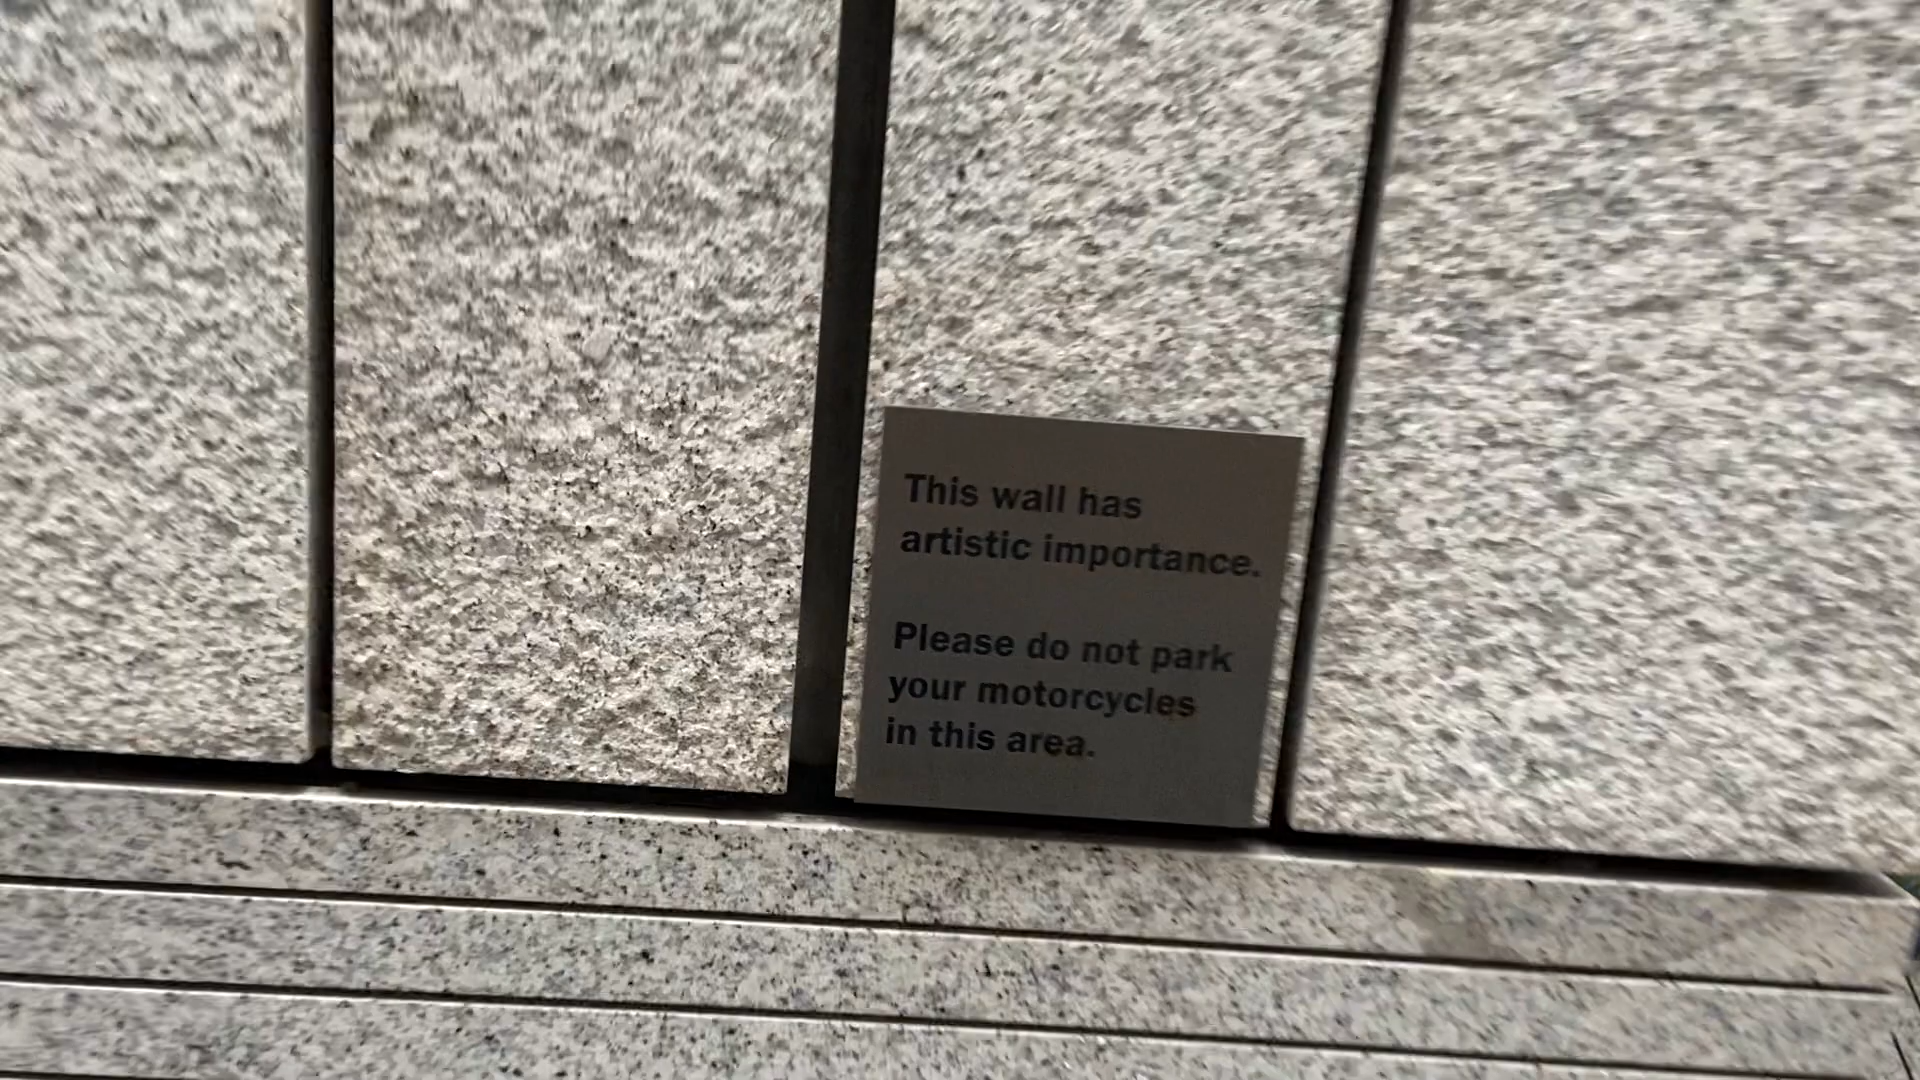 This wall has
artistic importance.
Please do not park
your motorcycles
in this area.